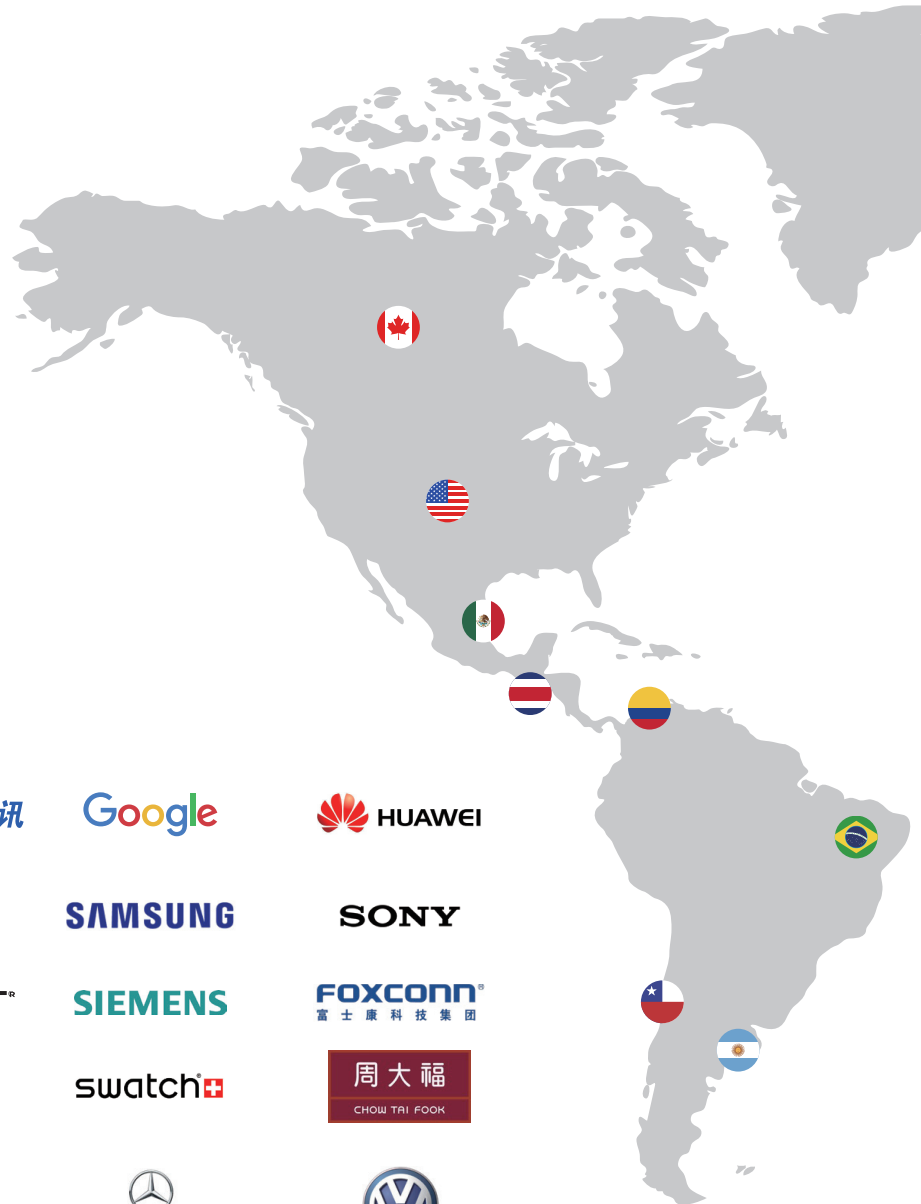 讯
Google
HUAWEI
SAMSUNG
SONY
SIEMENS
FOXCONN®
富士康科技集团
swatch
周大福
CHOW TAI FOOK